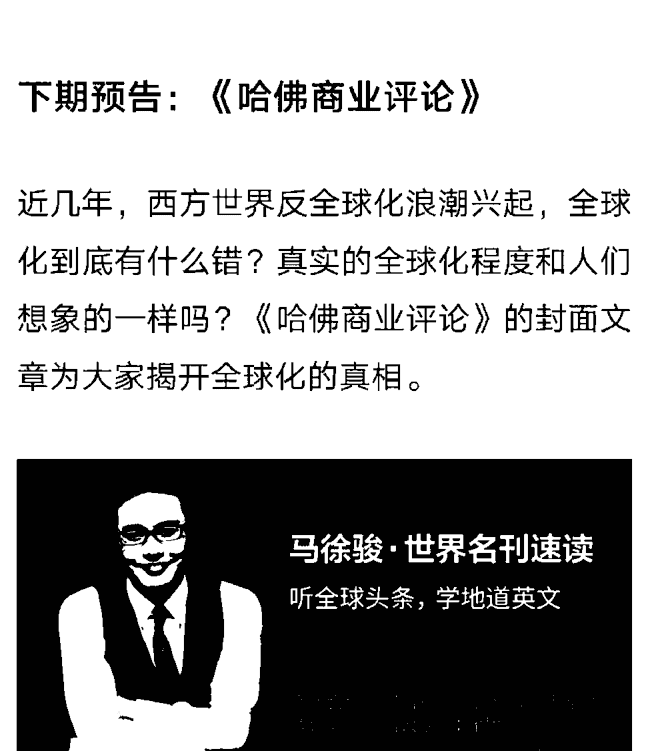 下期预告：《哈佛商业评论》
近几年，西方世界反全球化浪潮兴起，全球
化到底有什么错？真实的全球化程度和人们
想象的一样吗？《哈佛商业评论》的封面文
章为大家揭开全球化的真相。
马徐骏·世界名刊速读
听全球头条，学地道英文